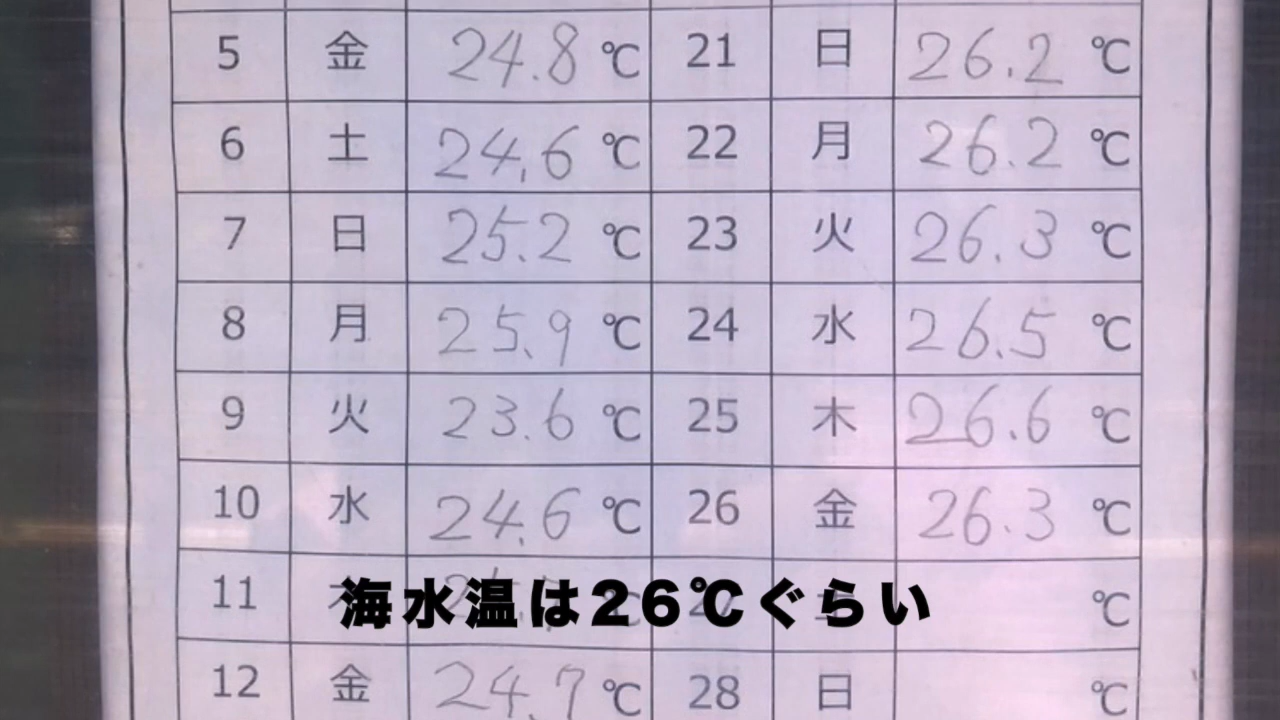 5 金 24.8 ℃ 21 日 26.2 ℃
6 土 24.6 ℃ 22 月 26.2 ℃
7 日 25.2 ℃ 23 火 26.3 ℃
8 月 25.9 ℃ 24 水 26.5 ℃
9 火 23.6 ℃ 25 木 26.6 ℃
10 水 24.6 ℃ 26 金 26.3 ℃
11 ℃
海水温は26℃ぐらい
12 金 24.7 ℃ 28 日 ℃